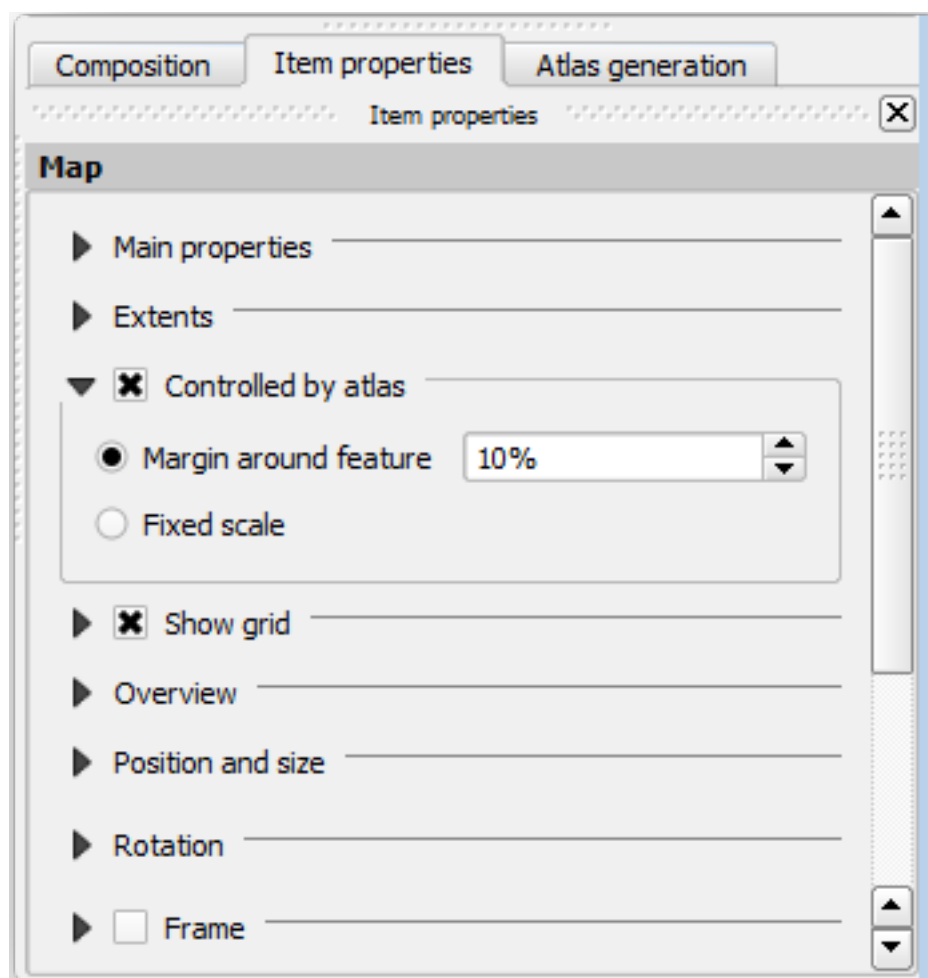 Composition Item properties Atlas generation
Item properties
Map
Main properties
Extents
Controlled by atlas
Margin around feature 10%
Fixed scale
Show grid
Overview
Position and size
Rotation
Frame